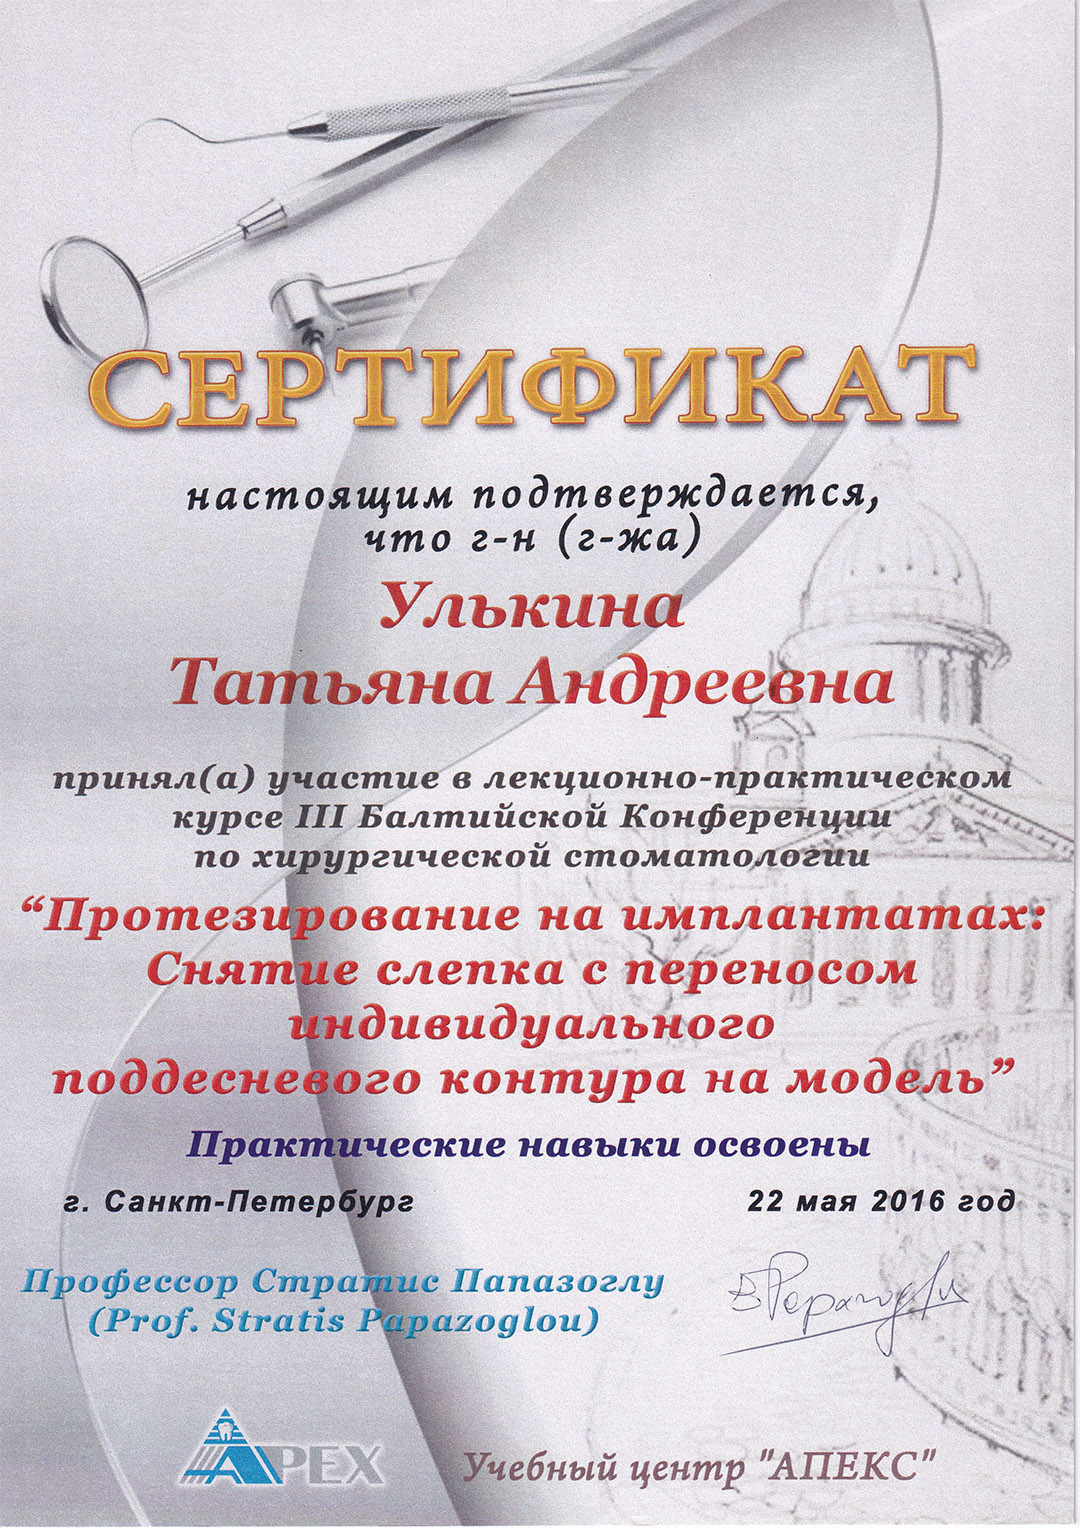 СЕРТИФИКАТ
настоящим подтверждается,
что г-н (г-жа)
Улькина
Татьяна Андреевна
принял(а) участие в лекционно-практическом
курсе III Балтийской Конференции
по хирургической стоматологии
“Протезирование на имплантатах:
Снятие слепка с переносом
индивидуального
поддесневого контура на модель”
Практические навыки освоены
г. Санкт-Петербург
22 мая 2016 год
Профессор Стратис Папазоглу
(Prof. Stratis Papazoglou)
APEX
Учебный центр "АПЕКС"